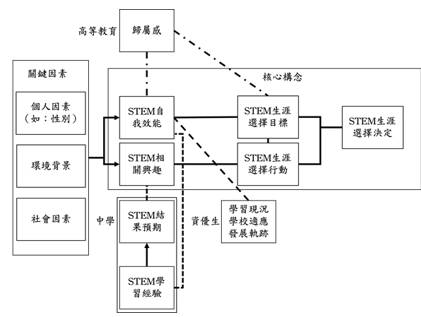 高等教育
歸屬感
關鍵因素
核心構念
個人因素
（如：性別）
STEM自
我效能
STEM生涯
選擇目標
STEM生涯
選擇決定
環境背景
STEM相
關興趣
STEM生涯
選擇行動
社會因素
中學
STEM結
果預期
資優生
學習現況
學校適應
發展軌跡
STEM學
習經驗